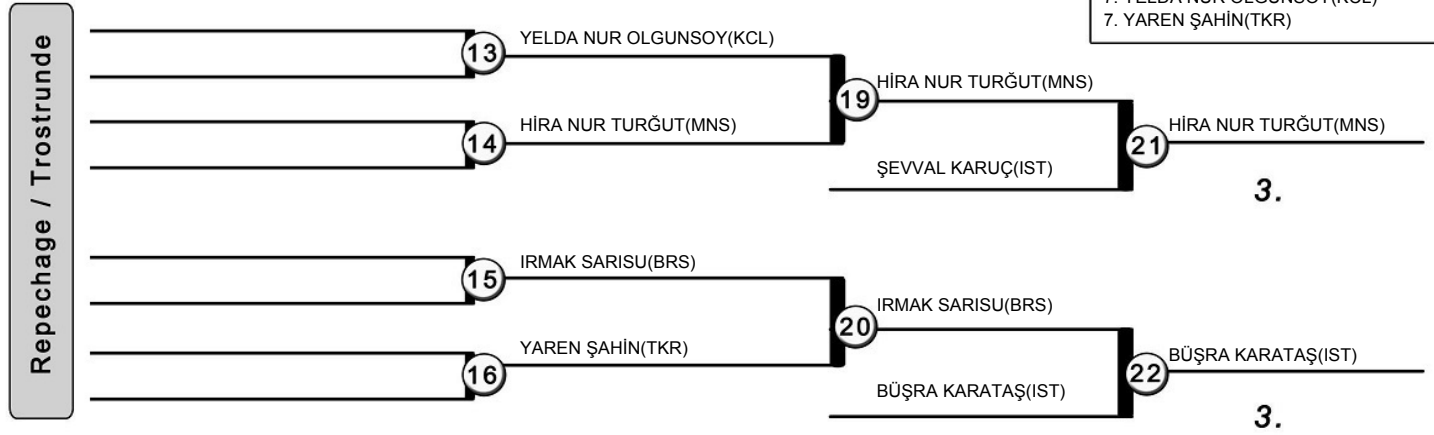 7. YAREN ŞAHİN(TKR)
Repechage / Trostrunde
13
YELDA NUR OLGUNSOY(KCL)
14
HİRA NUR TURĞUT(MNS)
19
HİRA NUR TURĞUT(MNS)
ŞEVVAL KARUÇ(IST)
21
HİRA NUR TURĞUT(MNS)
3.
15
IRMAK SARISU(BRS)
16
YAREN ŞAHİN(TKR)
20
IRMAK SARISU(BRS)
BÜŞRA KARATAŞ(IST)
22
BÜŞRA KARATAŞ(IST)
3.